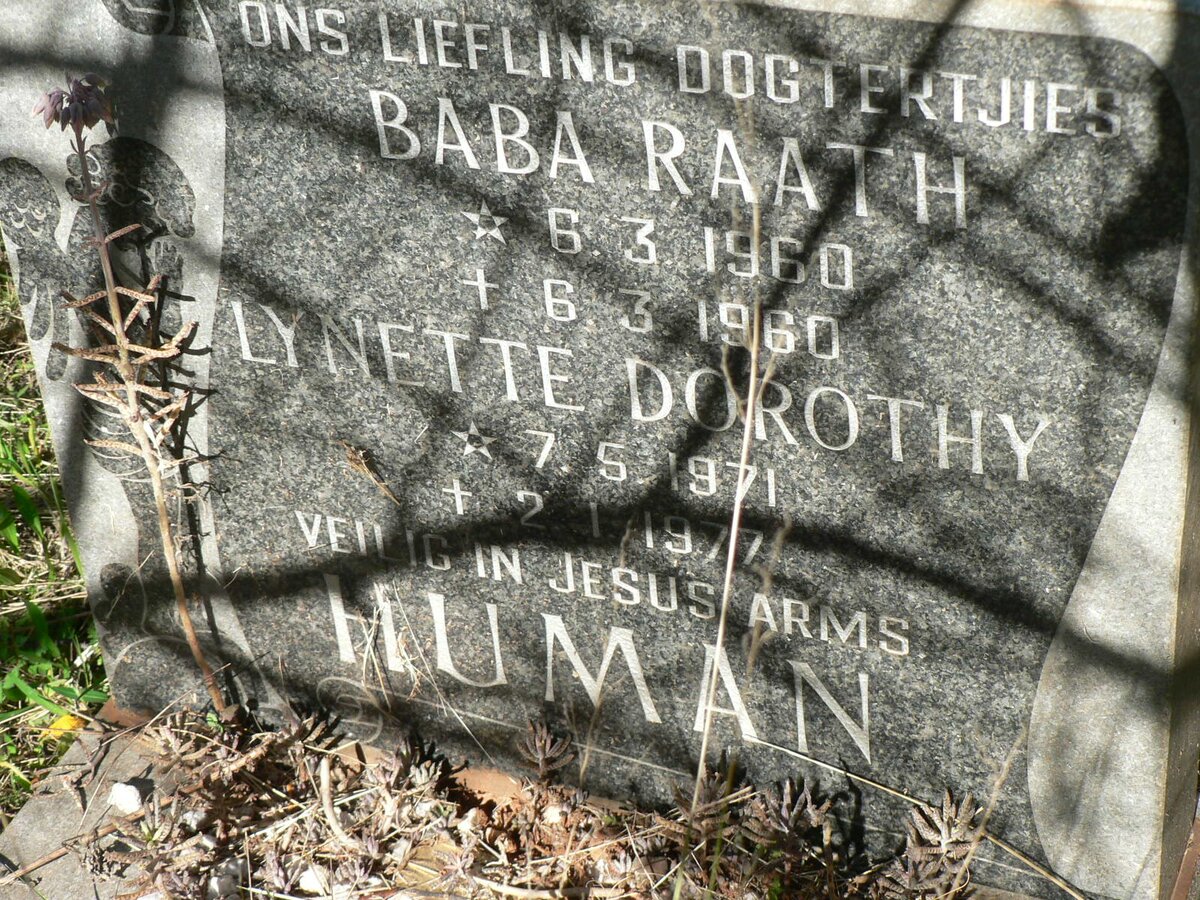 ONS LIEFLING DOGTERTJIES
BABA RAATH
☆ 6 3 1960
✝ 6 3 1960
LYNETTE DOROTHY
☆ 7 5 1971
✝ 2 1 1977
VEILIG IN JESUS ARMS.
HUMAN